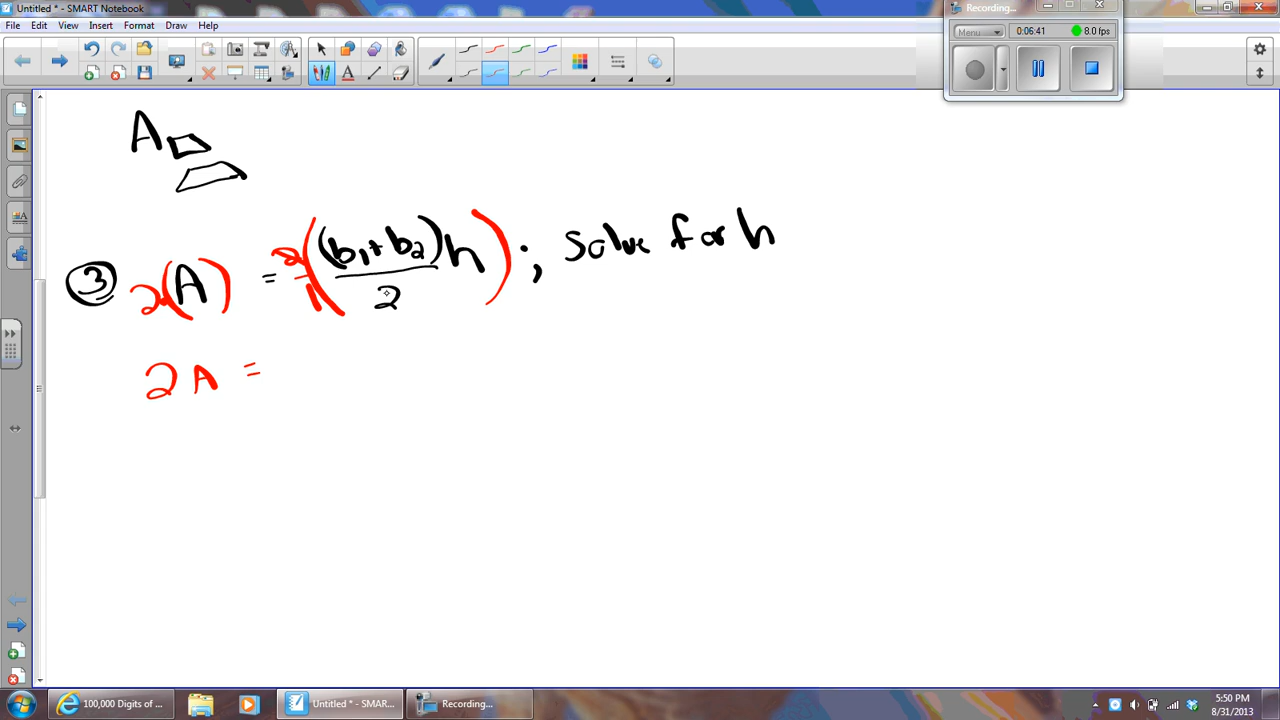 Untitled * - SMART Notebook
Recording...
File Edit View Insert Format Draw Help
Menu 0:06:41 8.0 fps
A
③ 2(A) = 2/1((b₁+b₂)h/2) ; Solve for h
2A =
100,000 Digits of ... Untitled * - SMAR... Recording...
5:50 PM
8/31/2013